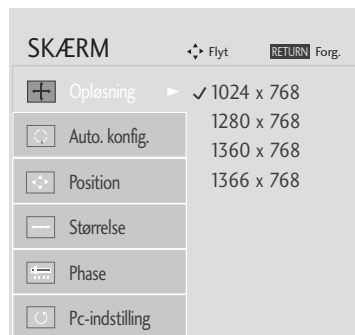 SKÆRM Flyt RETURN Forg.
Opløsning
Auto. konfig.
Position
Størrelse
Phase
Pc-indstilling
1024 x 768
1280 x 768
1360 x 768
1366 x 768